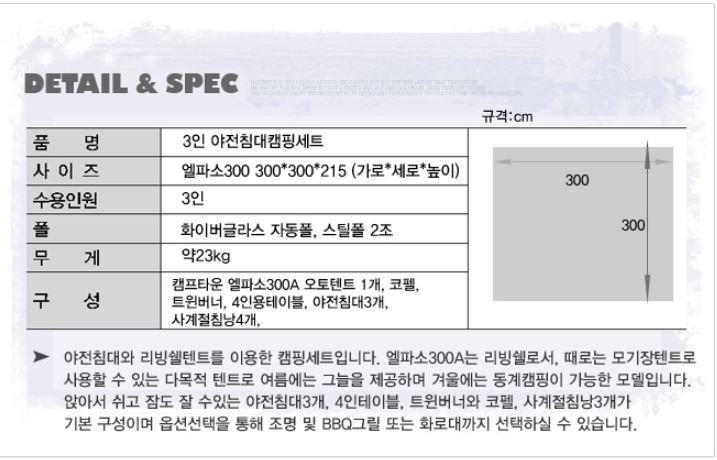 DETAIL & SPEC
규격:cm
품 명 3인 야전침대캠핑세트
사 이 즈 엘파소300 300*300*215 (가로*세로*높이)
수용인원 3인
폴 화이버글라스 자동폴, 스틸폴 2조
무 게 약23kg
구 성 캠프타운 엘파소300A 오토텐트 1개, 코펠,
트윈버너, 4인용테이블, 야전침대3개,
사계절침낭4개,
300
300
➤ 야전침대와 리빙쉘텐트를 이용한 캠핑세트입니다. 엘파소300A는 리빙쉘로서, 때로는 모기장텐트로
사용할 수 있는 다목적 텐트로 여름에는 그늘을 제공하며 겨울에는 동계캠핑이 가능한 모델입니다.
앉아서 쉬고 잠도 잘 수있는 야전침대3개, 4인테이블, 트윈버너와 코펠, 사계절침낭3개가
기본 구성이며 옵션선택을 통해 조명 및 BBQ그릴 또는 화로대까지 선택하실 수 있습니다.